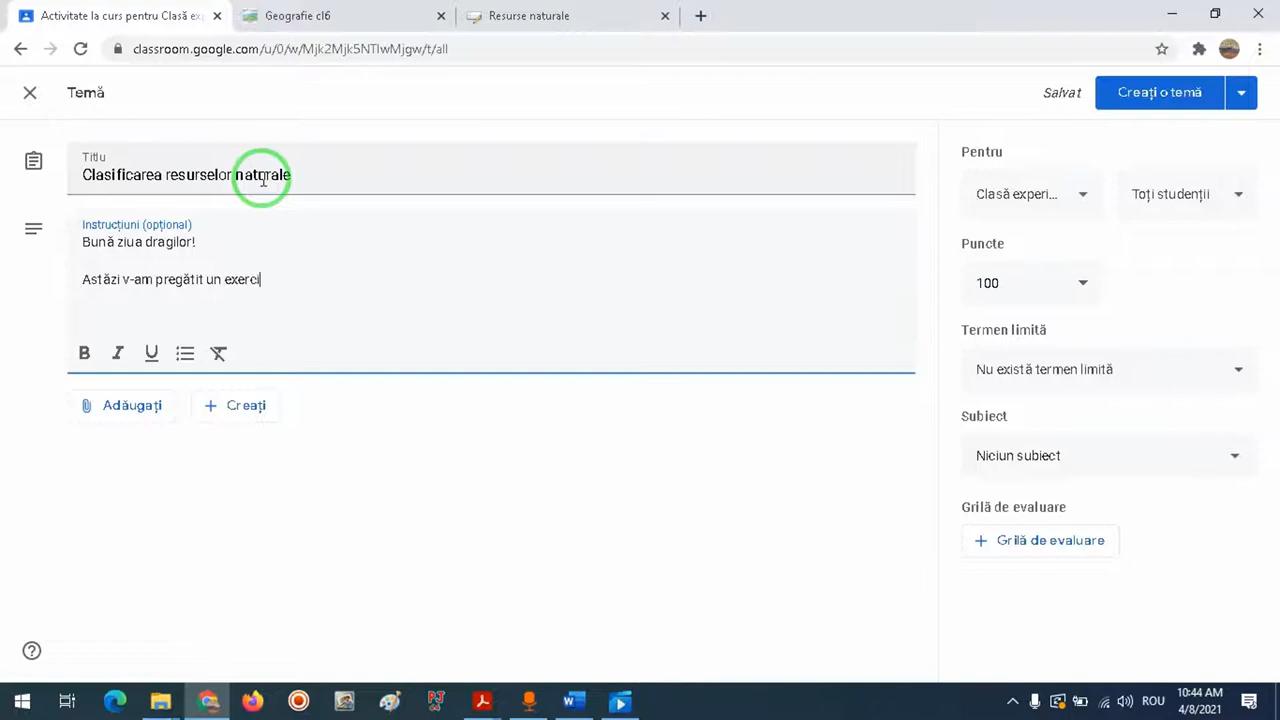 Activitate la curs pentru Clasă exp
Geografie cl6
Resurse naturale
classroom.google.com/u/0/w/Mjk2Mjk5NTIwMjgw/t/all
Temă
Salvat
Creați o temă
Titlu
Clasificarea resurselor naturale
Instrucțiuni (opțional)
Bună ziua dragilor!
Astăzi v-am pregătit un exerci
B I U
Adăugați
Creați
Pentru
Clasă experi...
Toți studenții
Puncte
100
Termen limită
Nu există termen limită
Subiect
Niciun subiect
Grilă de evaluare
Grilă de evaluare
ROU
10:44 AM
4/8/2021